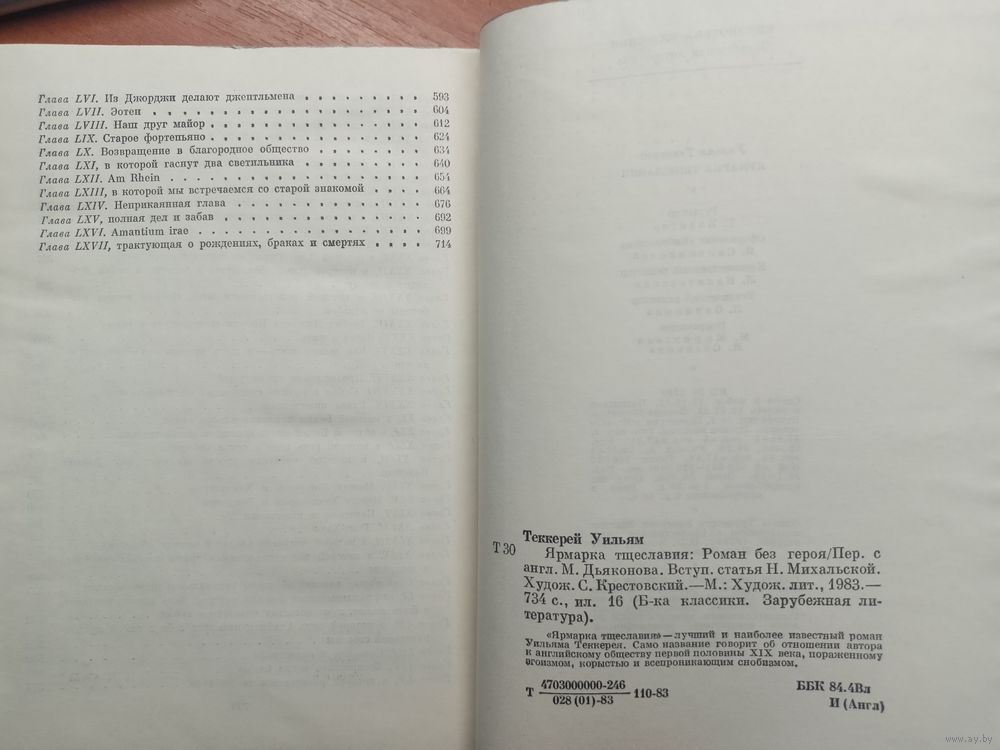 Глава LVI. Из Джорджи делают джентльмена . . . . . . . . . 593
Глава LVII. Эотен . . . . . . . . . . . . . . . . . 604
Глава LVIII. Наш друг майор . . . . . . . . . . . . . 612
Глава LIX. Старое фортепьяно . . . . . . . . . . . . . 624
Глава LX. Возвращение в благородное общество . . . . . . . 634
Глава LXI, в которой гаснут два светильника . . . . . . . . 640
Глава LXII. Am Rhein . . . . . . . . . . . . . . . 654
Глава LXIII, в которой мы встречаемся со старой знакомой . . . . 664
Глава LXIV. Неприкаянная глава . . . . . . . . . . . . 676
Глава LXV, полная дел и забав . . . . . . . . . . . . 692
Глава LXVI. Amantium irae . . . . . . . . . . . . . 699
Глава LXVII, трактующая о рождениях, браках и смертях . . . . 714
Теккерей Уильям
Т 30
Ярмарка тщеславия: Роман без героя/Пер. с
англ. М. Дьяконова. Вступ. статья Н. Михальской.
Худож. С. Крестовский.—М.: Худож. лит., 1983.—
734 с., ил. 16 (Б-ка классики. Зарубежная ли-
тература).
«Ярмарка тщеславия»—лучший и наиболее известный роман
Уильяма Теккерея. Само название говорит об отношении автора
к английскому обществу первой половины XIX века, пораженному
эгоизмом, корыстью и всепроникающим снобизмом.
Т 4703000000-246
028 (01)-83 110-83
ББК 84.4Вл
И (Англ)
www.ay.by